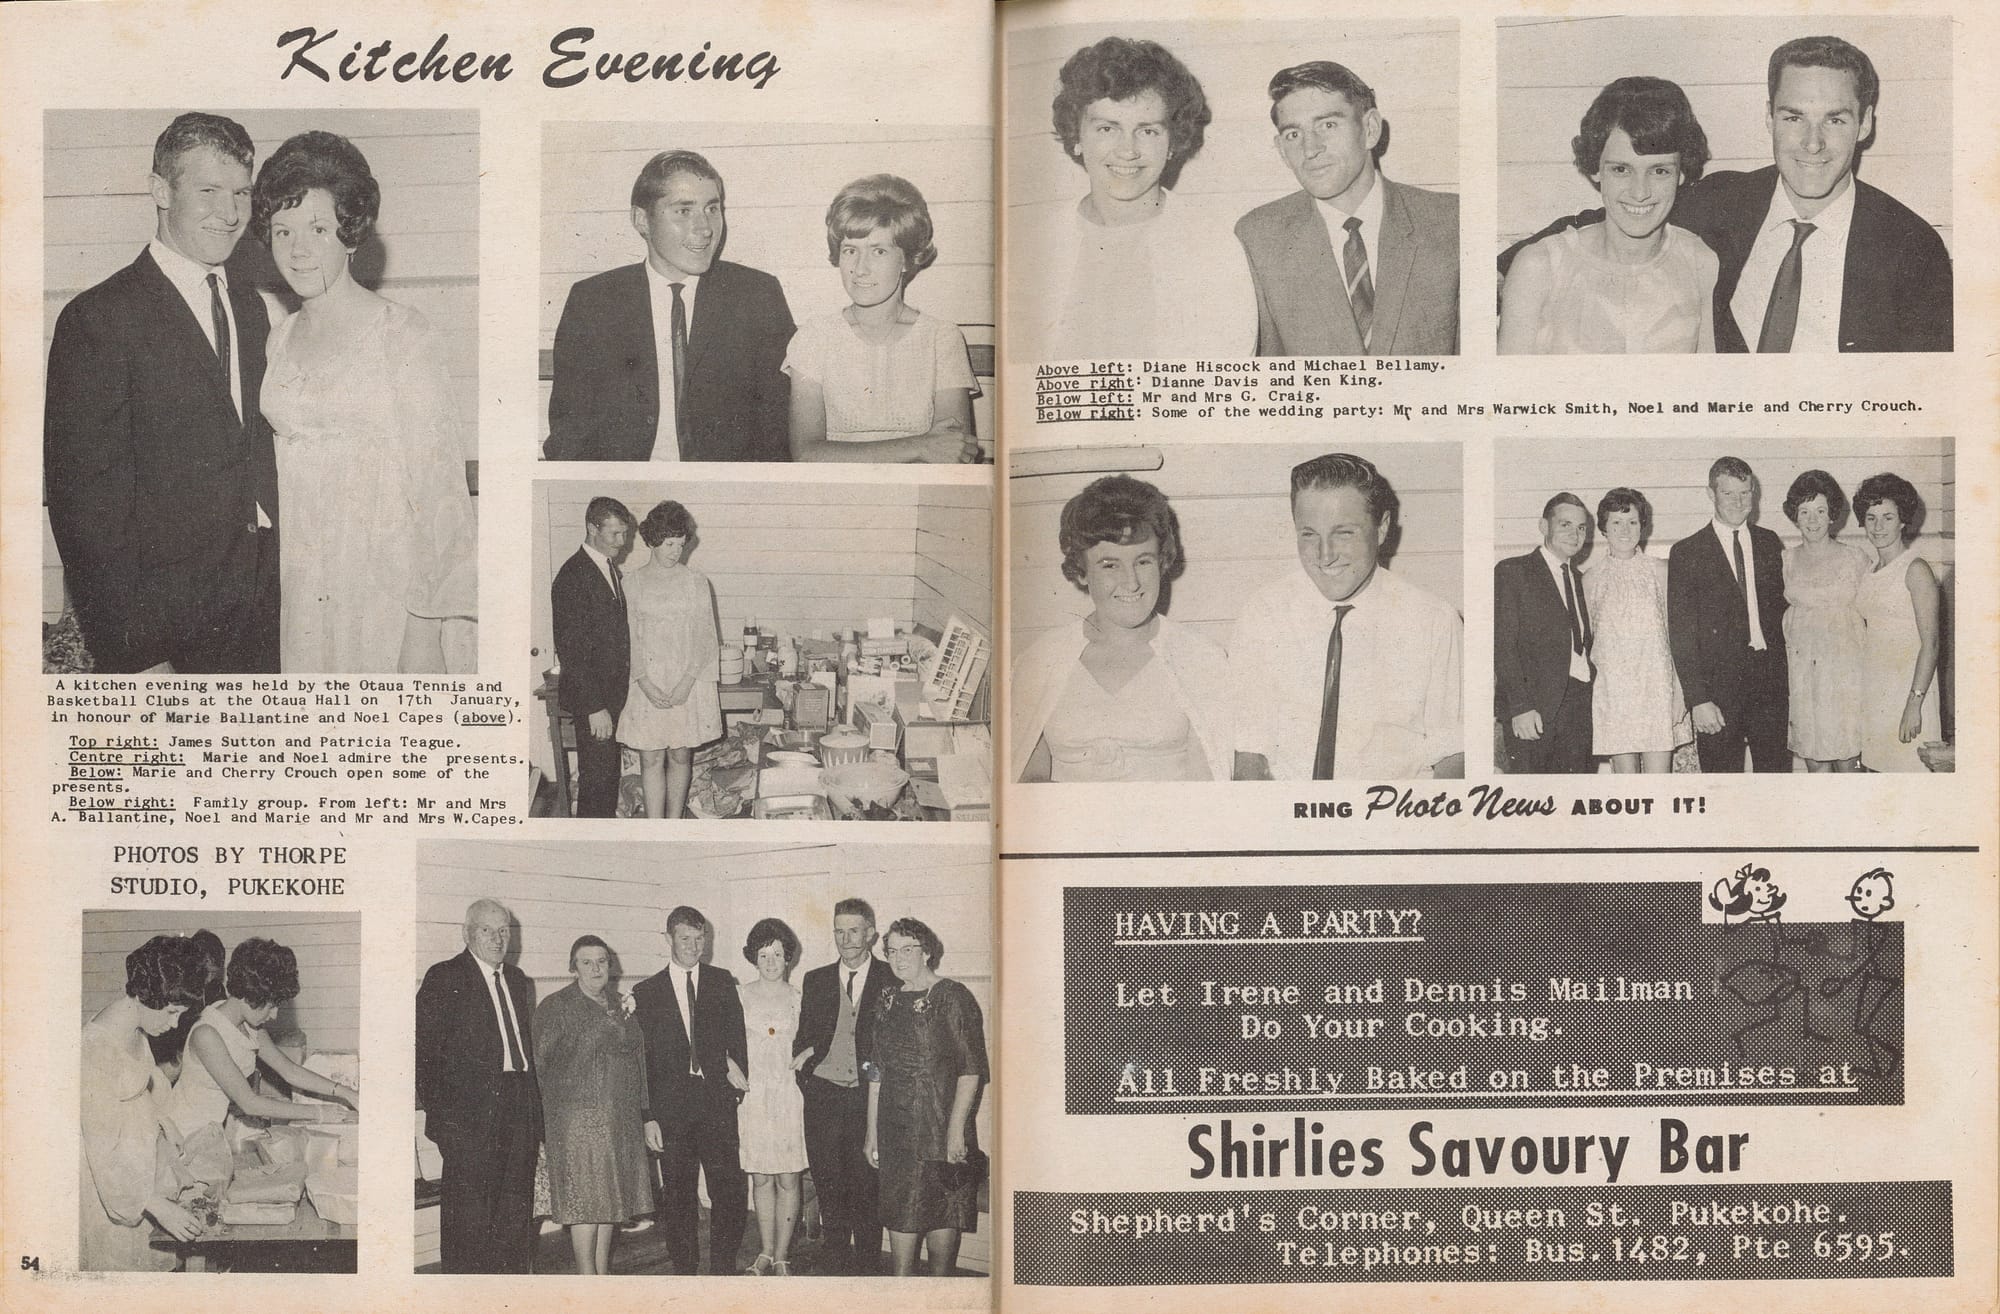 Kitchen Evening
A kitchen evening was held by the Otaua Tennis and
Basketball Clubs at the Otaua Hall on 17th January,
in honour of Marie Ballantine and Noel Capes (above).
Top right: James Sutton and Patricia Teague.
Centre right: Marie and Noel admire the presents.
Below: Marie and Cherry Crouch open some of the
presents.
Below right: Family group. From left: Mr and Mrs
A. Ballantine, Noel and Marie and Mr and Mrs W.Capes.
PHOTOS BY THORPE
STUDIO, PUKEKOHE
54
Above left: Diane Hiscock and Michael Bellamy.
Above right: Dianne Davis and Ken King.
Below left: Mr and Mrs G. Craig.
Below right: Some of the wedding party: Mr and Mrs Warwick Smith, Noel and Marie and Cherry Crouch.
RING Photo News ABOUT IT!
HAVING A PARTY?
Let Irene and Dennis Mailman
Do Your Cooking.
All Freshly Baked on the Premises at
Shirlies Savoury Bar
Shepherd's Corner, Queen St. Pukekohe.
Telephones: Bus.1482, Pte 6595.